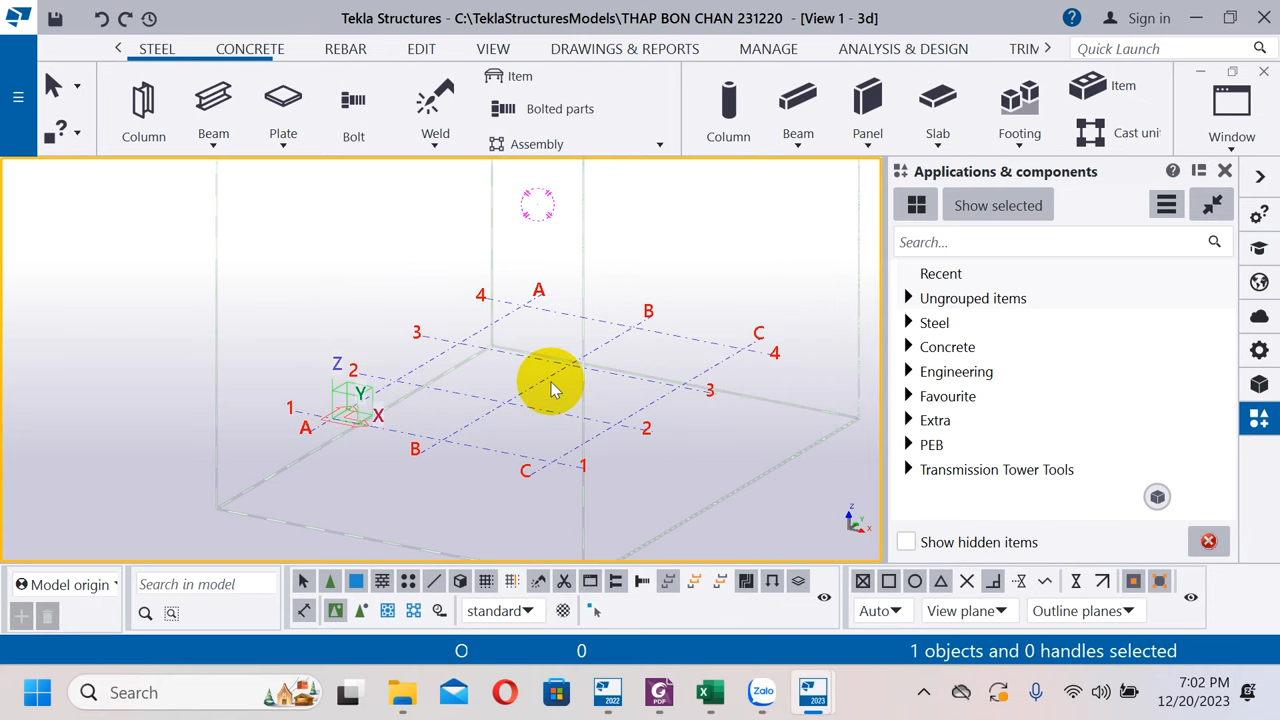 Tekla Structures - C:\TeklaStructuresModels\THAP BON CHAN 231220 - [View 1 - 3d]
Sign in
STEEL CONCRETE REBAR EDIT VIEW DRAWINGS & REPORTS MANAGE ANALYSIS & DESIGN TRIM
Quick Launch
Item
Bolted parts
Assembly
Column Beam Plate Bolt Weld
Column Beam Panel Slab Footing
Item
Cast uni
Window
Applications & components
Show selected
Search...
Recent
Ungrouped items
Steel
Concrete
Engineering
Favourite
Extra
PEB
Transmission Tower Tools
Show hidden items
4 A
B
3 C
4
Z 2
Y
3
1 X
A
2
B
C 1
Z
Y
X
Model origin
Search in model
standard
Auto
View plane
Outline planes
O 0 1 objects and 0 handles selected
Search
2022
PDF
Zalo
2023
7:02 PM
12/20/2023